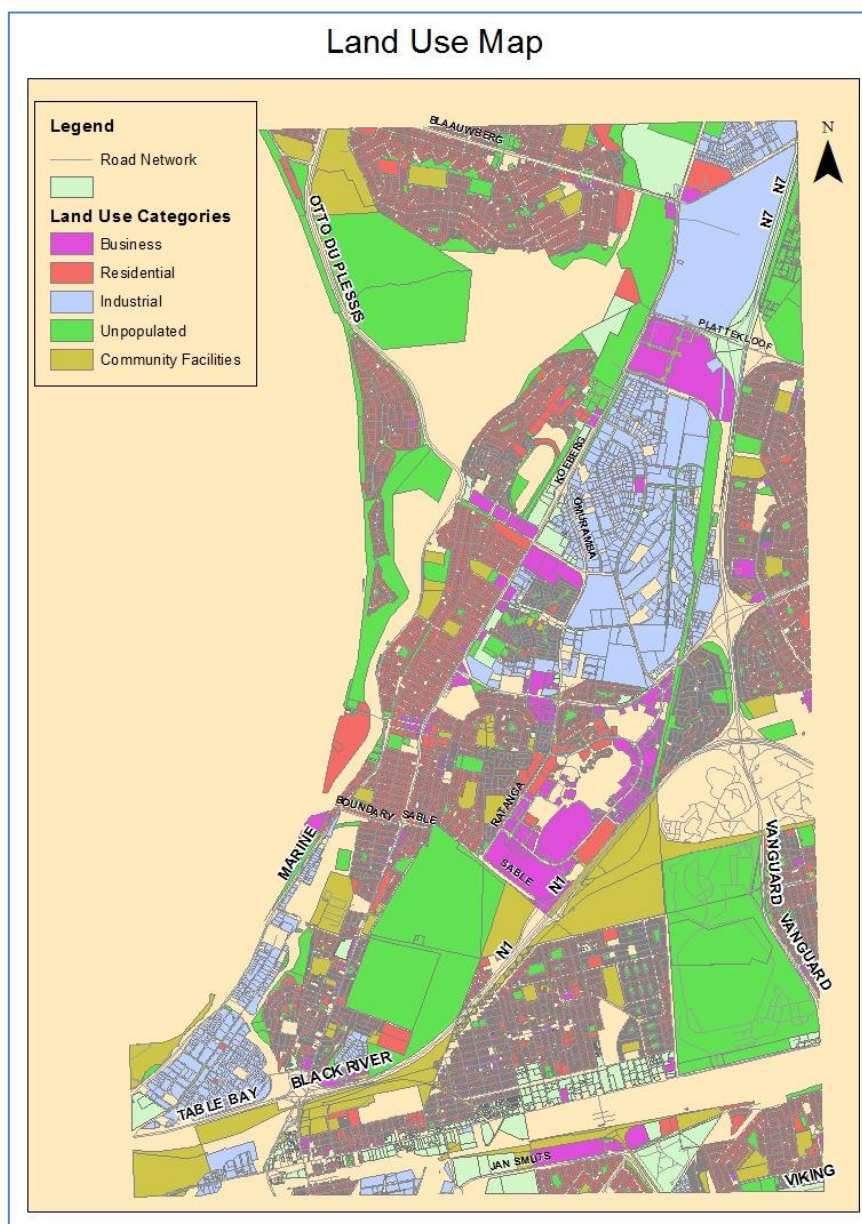 Land Use Map
Legend
Road Network
Land Use Categories
Business
Residential
Industrial
Unpopulated
Community Facilities
N
BLAAUWBERG
OTTO DU PLESSIS
N7
N7
PLATTEKLOOF
KOEBERG
OMURAMBA
RATANGA
BOUNDARY
SABLE
MARINE
SABLE
N1
VANGUARD
VANGUARD
N1
BLACK RIVER
TABLE BAY
JAN SMUTS
VIKING